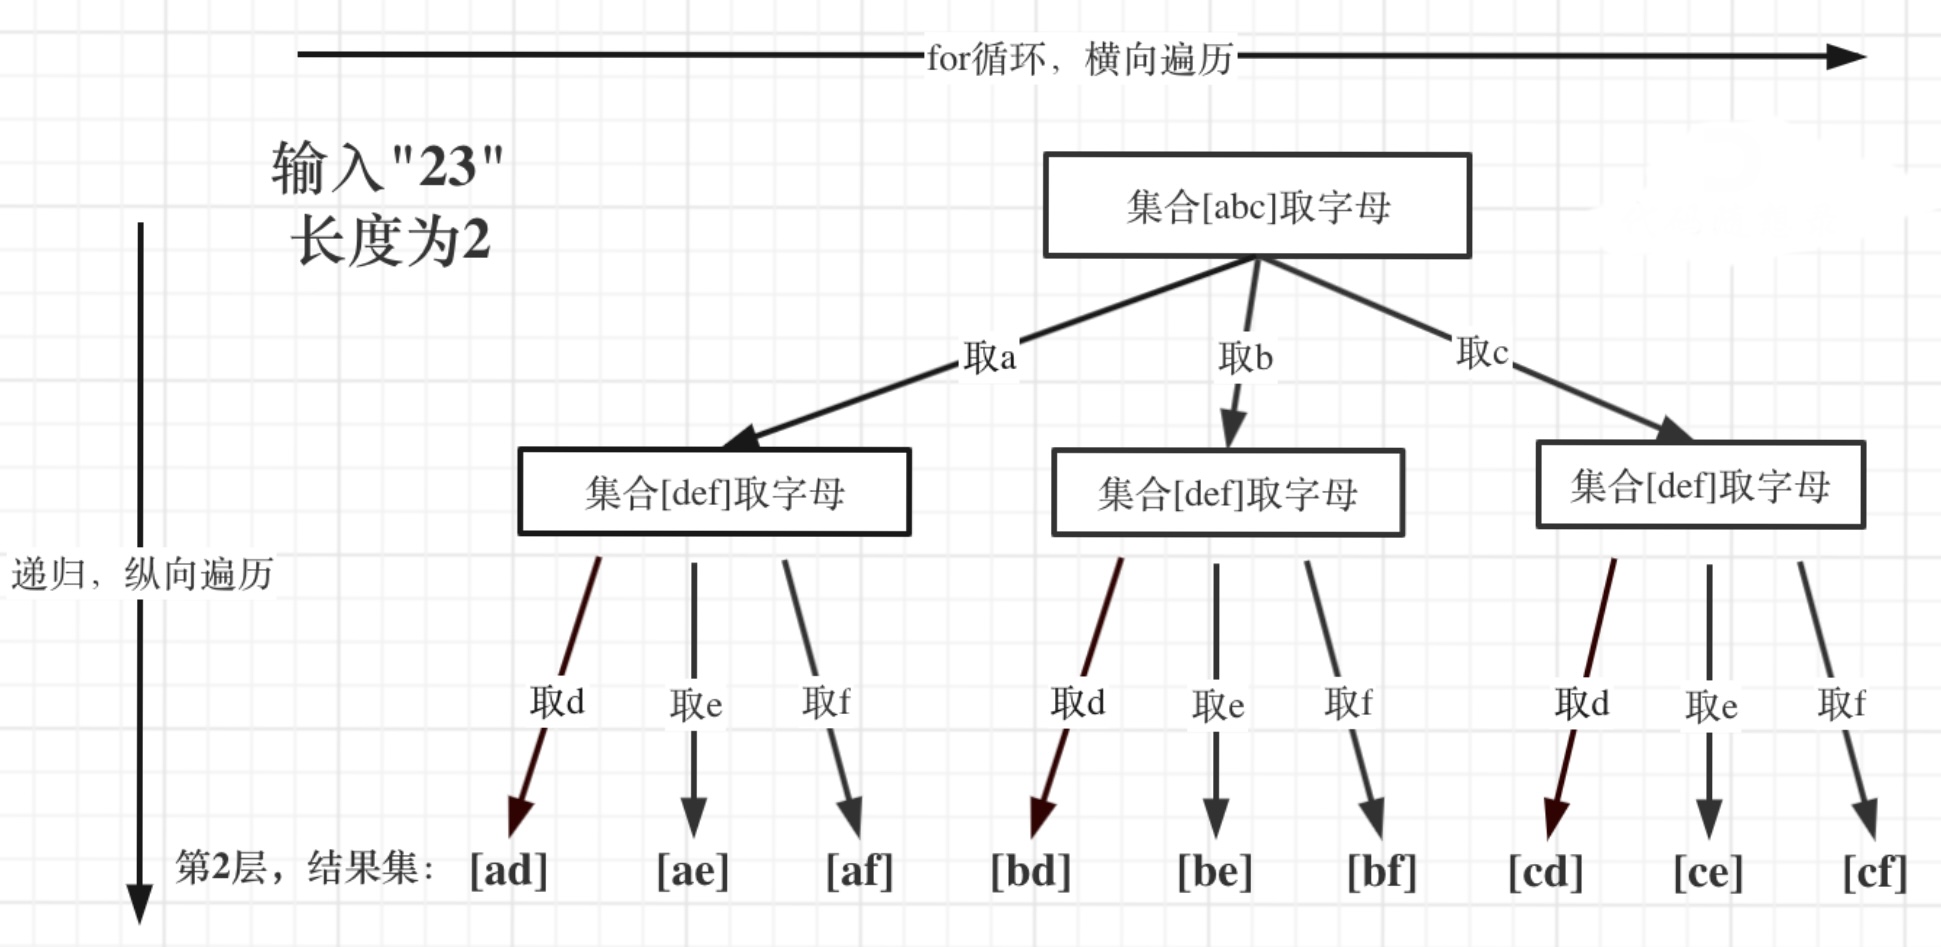 for循环，横向遍历
输入"23"
长度为2
集合[abc]取字母
取a
取b
取c
集合[def]取字母
集合[def]取字母
集合[def]取字母
递归，纵向遍历
取d
取e
取f
取d
取e
取f
取d
取e
取f
第2层，结果集：
[ad]
[ae]
[af]
[bd]
[be]
[bf]
[cd]
[ce]
[cf]